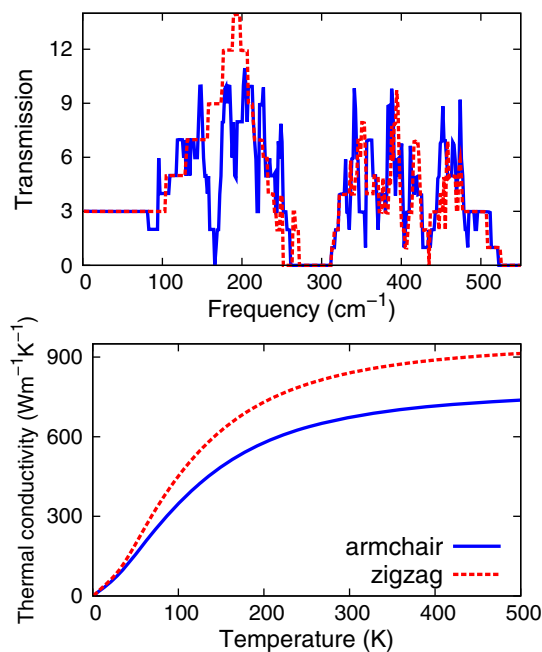 12
9
6
3
0
Transmission
0 100 200 300 400 500
Frequency (cm⁻¹)
900
600
300
0
Thermal conductivity (Wm⁻¹K⁻¹)
armchair
zigzag
0 100 200 300 400 500
Temperature (K)